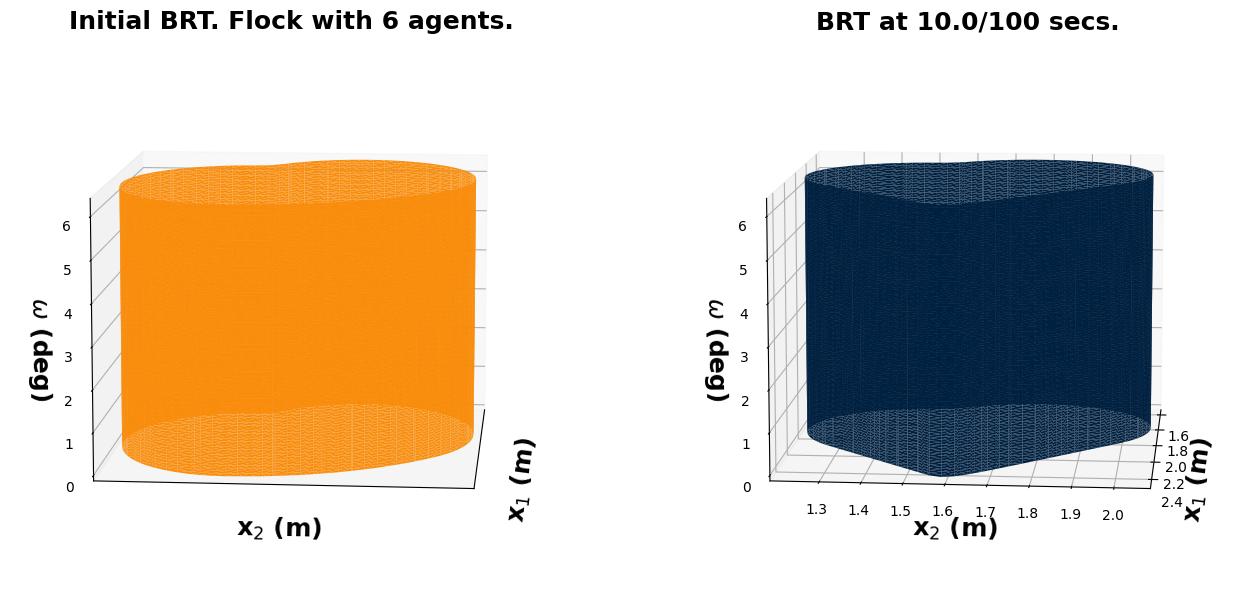 Initial BRT. Flock with 6 agents.
6
5
4
3
2
1
0
ω (deg)
x₂ (m)
x₁ (m)
BRT at 10.0/100 secs.
6
5
4
3
2
1
0
ω (deg)
1.3 1.4 1.5 1.6 1.7 1.8 1.9 2.0
x₂ (m)
1.6
1.8
2.0
2.2
2.4
x₁ (m)